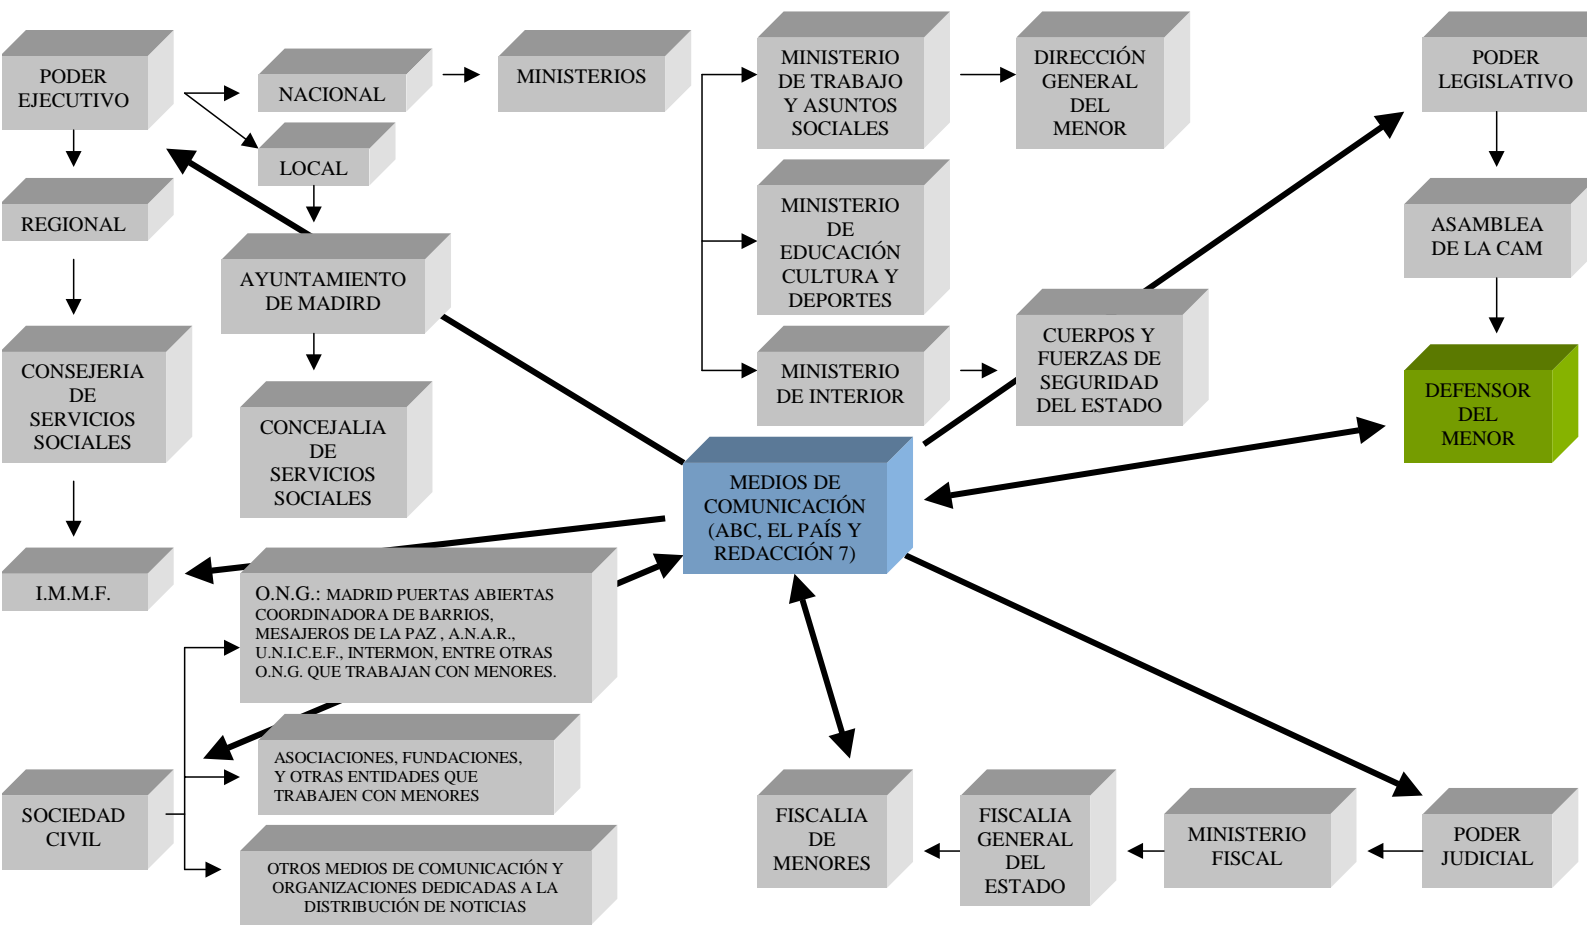 PODER
EJECUTIVO
NACIONAL
MINISTERIOS
MINISTERIO
DE TRABAJO
Y ASUNTOS
SOCIALES
DIRECCIÓN
GENERAL
DEL
MENOR
PODER
LEGISLATIVO
LOCAL
REGIONAL
MINISTERIO
DE
EDUCACIÓN
CULTURA Y
DEPORTES
ASAMBLEA
DE LA CAM
AYUNTAMIENTO
DE MADIRD
CONSEJERIA
DE
SERVICIOS
SOCIALES
MINISTERIO
DE INTERIOR
CUERPOS Y
FUERZAS DE
SEGURIDAD
DEL ESTADO
DEFENSOR
DEL
MENOR
CONCEJALIA
DE
SERVICIOS
SOCIALES
MEDIOS DE
COMUNICACIÓN
(ABC, EL PAÍS Y
REDACCIÓN 7)
I.M.M.F.
O.N.G.: MADRID PUERTAS ABIERTAS
COORDINADORA DE BARRIOS,
MESAJEROS DE LA PAZ , A.N.A.R.,
U.N.I.C.E.F., INTERMON, ENTRE OTRAS
O.N.G. QUE TRABAJAN CON MENORES.
ASOCIACIONES, FUNDACIONES,
Y OTRAS ENTIDADES QUE
TRABAJEN CON MENORES
SOCIEDAD
CIVIL
OTROS MEDIOS DE COMUNICACIÓN Y
ORGANIZACIONES DEDICADAS A LA
DISTRIBUCIÓN DE NOTICIAS
FISCALIA
DE
MENORES
FISCALIA
GENERAL
DEL
ESTADO
MINISTERIO
FISCAL
PODER
JUDICIAL